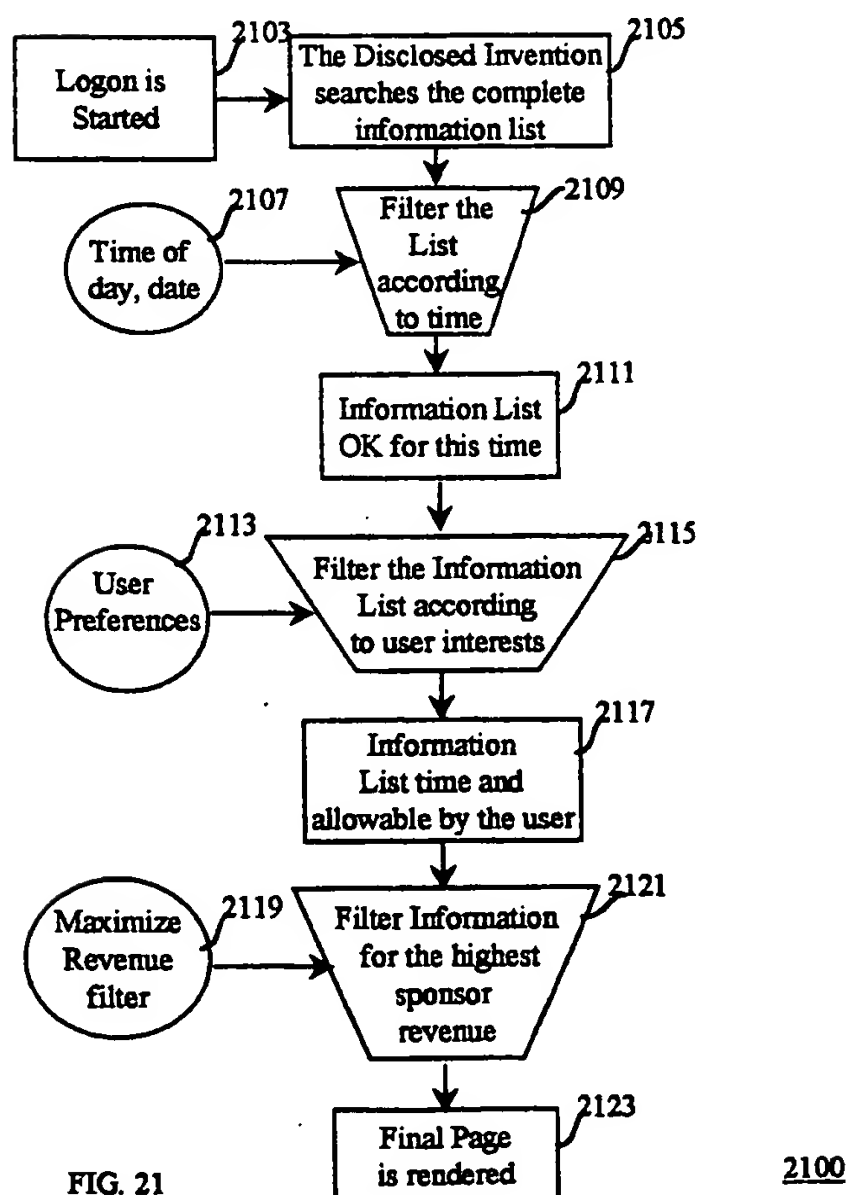 2103
2105
Logon is
Started
The Disclosed Invention
searches the complete
information list
2107
2109
Time of
day, date
Filter the
List
according
to time
2111
Information List
OK for this time
2113
2115
User
Preferences
Filter the Information
List according
to user interests
2117
Information
List time and
allowable by the user
2119
2121
Maximize
Revenue
filter
Filter Information
for the highest
sponsor
revenue
2123
Final Page
is rendered
FIG. 21
2100